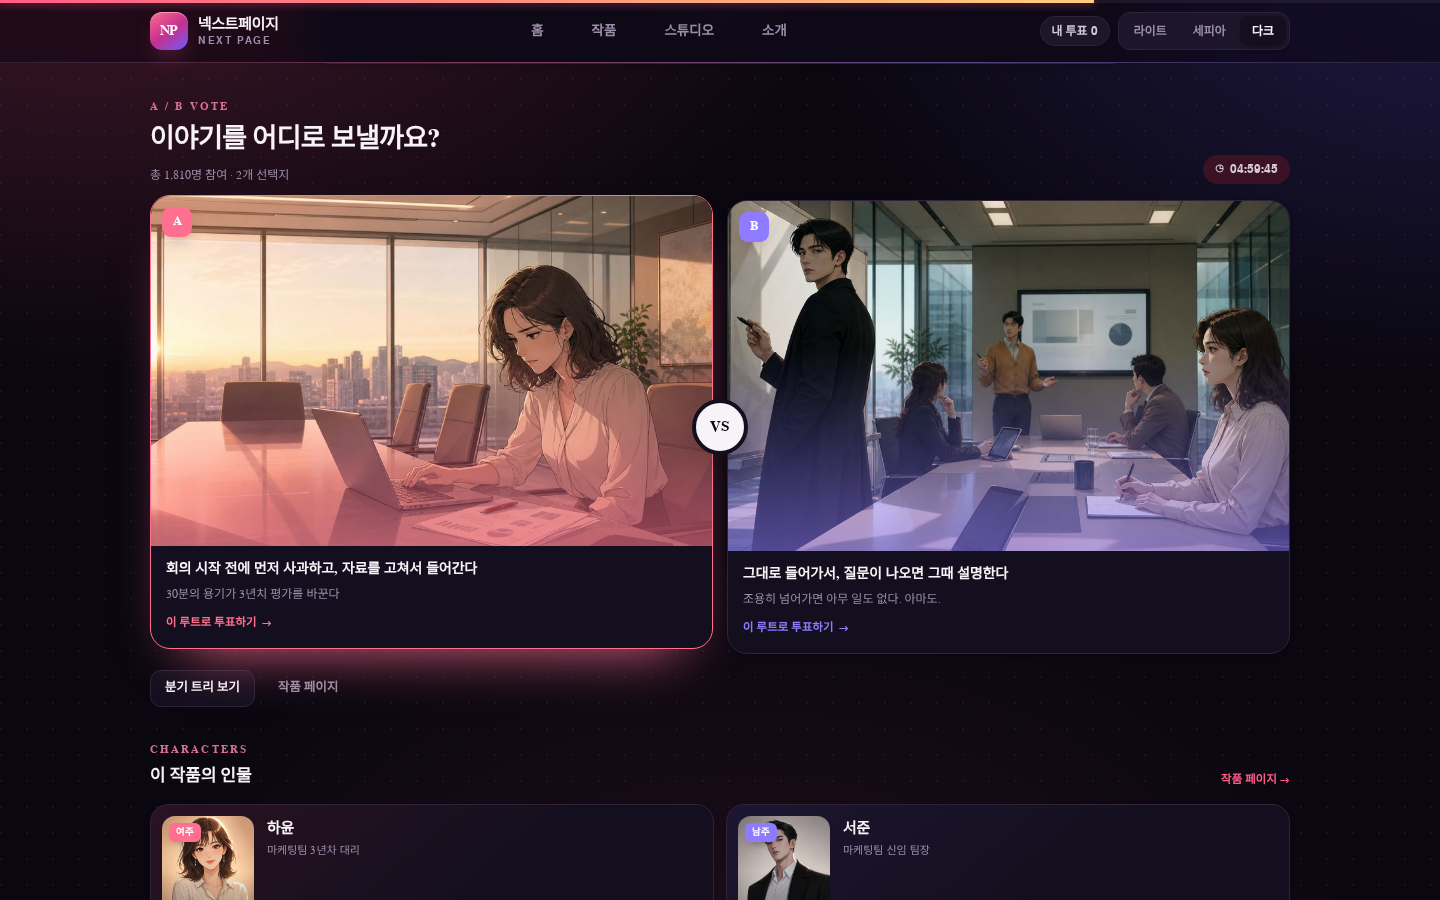 NP
넥스트페이지
NEXT PAGE
홈
작품
스튜디오
소개
내 투표 0
라이트
세피아
다크
A / B VOTE
이야기를 어디로 보낼까요?
총 1,810명 참여 · 2개 선택지
04:59:45
A
B
VS
회의 시작 전에 먼저 사과하고, 자료를 고쳐서 들어간다
30분의 용기가 3년치 평가를 바꾼다
이 루트로 투표하기 →
그대로 들어가서, 질문이 나오면 그때 설명한다
조용히 넘어가면 아무 일도 없다. 아마도.
이 루트로 투표하기 →
분기 트리 보기
작품 페이지
CHARACTERS
이 작품의 인물
작품 페이지 →
여주
하윤
마케팅팀 3년차 대리
남주
서준
마케팅팀 신임 팀장